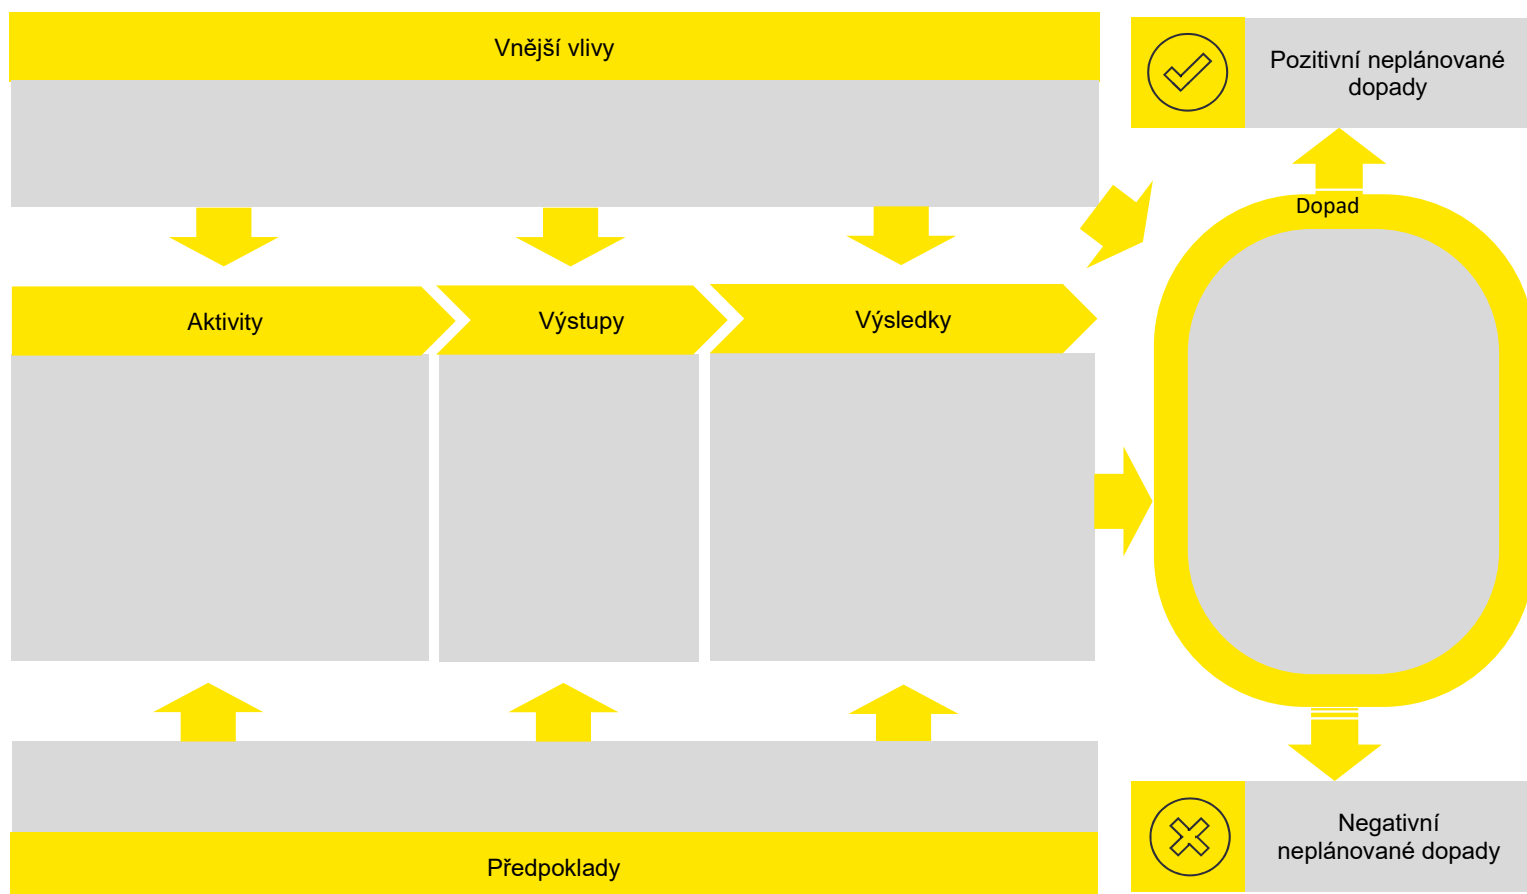 Vnější vlivy
Pozitivní neplánované
dopady
Dopad
Aktivity
Výstupy
Výsledky
Předpoklady
Negativní
neplánované dopady